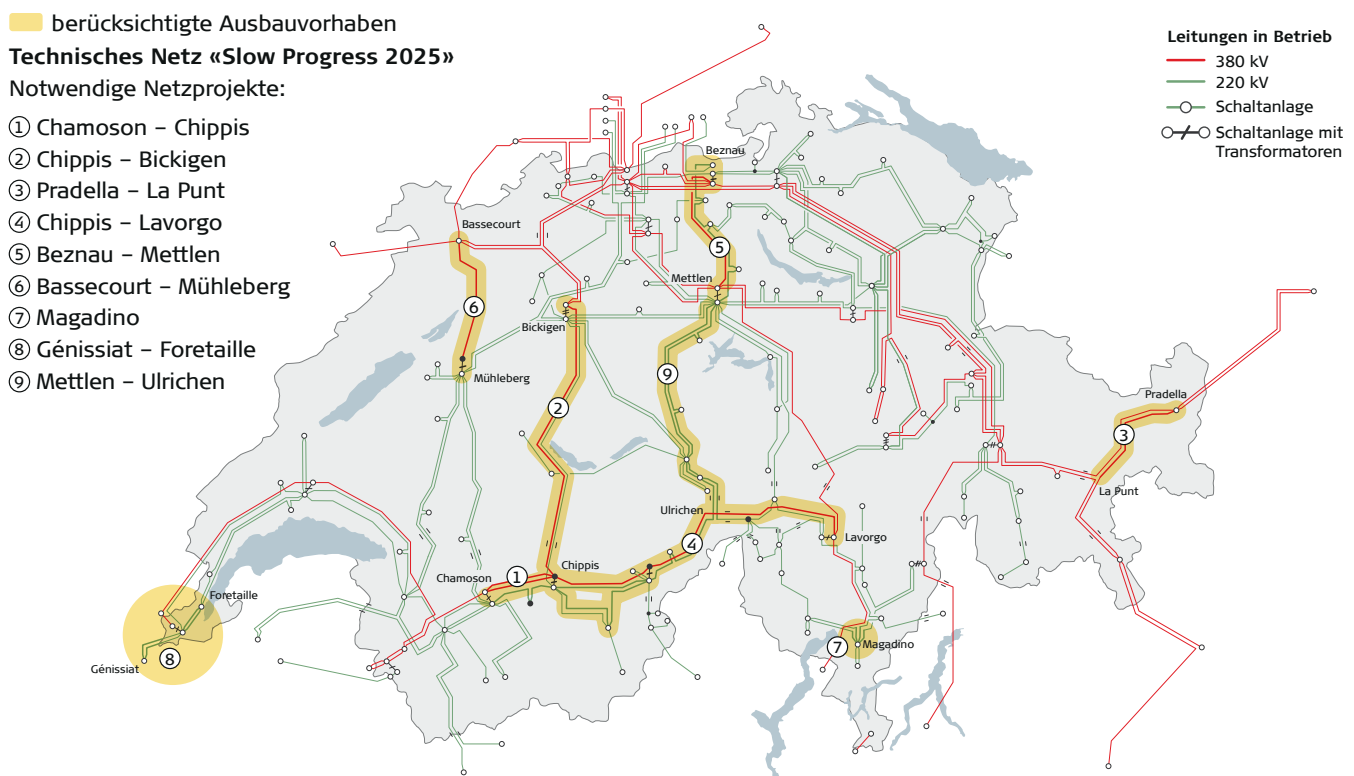 berücksichtigte Ausbauvorhaben
Technisches Netz «Slow Progress 2025»
Notwendige Netzprojekte:
① Chamoson – Chippis
② Chippis – Bickigen
③ Pradella – La Punt
④ Chippis – Lavorgo
⑤ Beznau – Mettlen
⑥ Bassecourt – Mühleberg
⑦ Magadino
⑧ Génissiat – Foretaille
⑨ Mettlen – Ulrichen
Leitungen in Betrieb
380 kV
220 kV
Schaltanlage
Schaltanlage mit
Transformatoren
Beznau
Bassecourt
5
Mettlen
6
Bickigen
Mühleberg
9
2
Pradella
3
La Punt
Ulrichen
Lavorgo
4
Chippis
1
Chamoson
Foretaille
7
Magadino
8
Génissiat